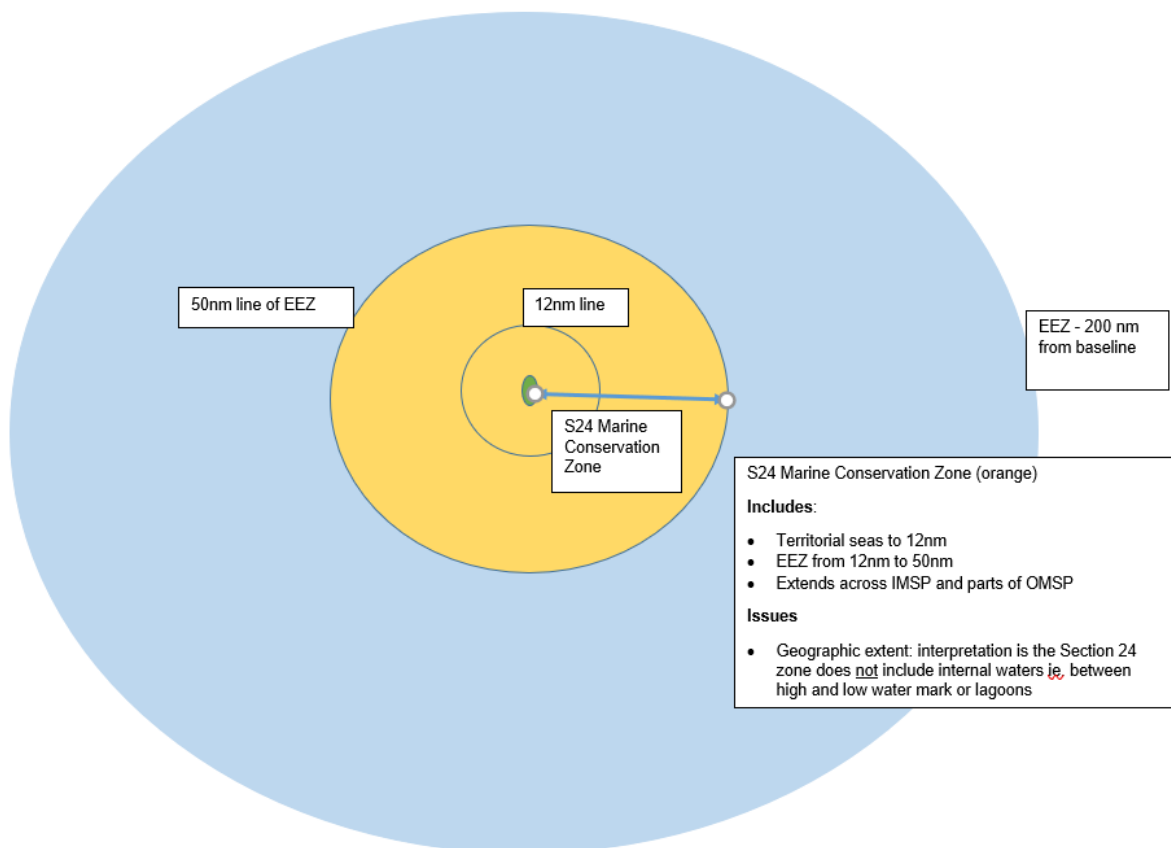 50nm line of EEZ
12nm line
EEZ - 200 nm
from baseline
S24 Marine
Conservation
Zone
S24 Marine Conservation Zone (orange)
Includes:
• Territorial seas to 12nm
• EEZ from 12nm to 50nm
• Extends across IMSP and parts of OMSP
Issues
• Geographic extent: interpretation is the Section 24
zone does not include internal waters ie. between
high and low water mark or lagoons